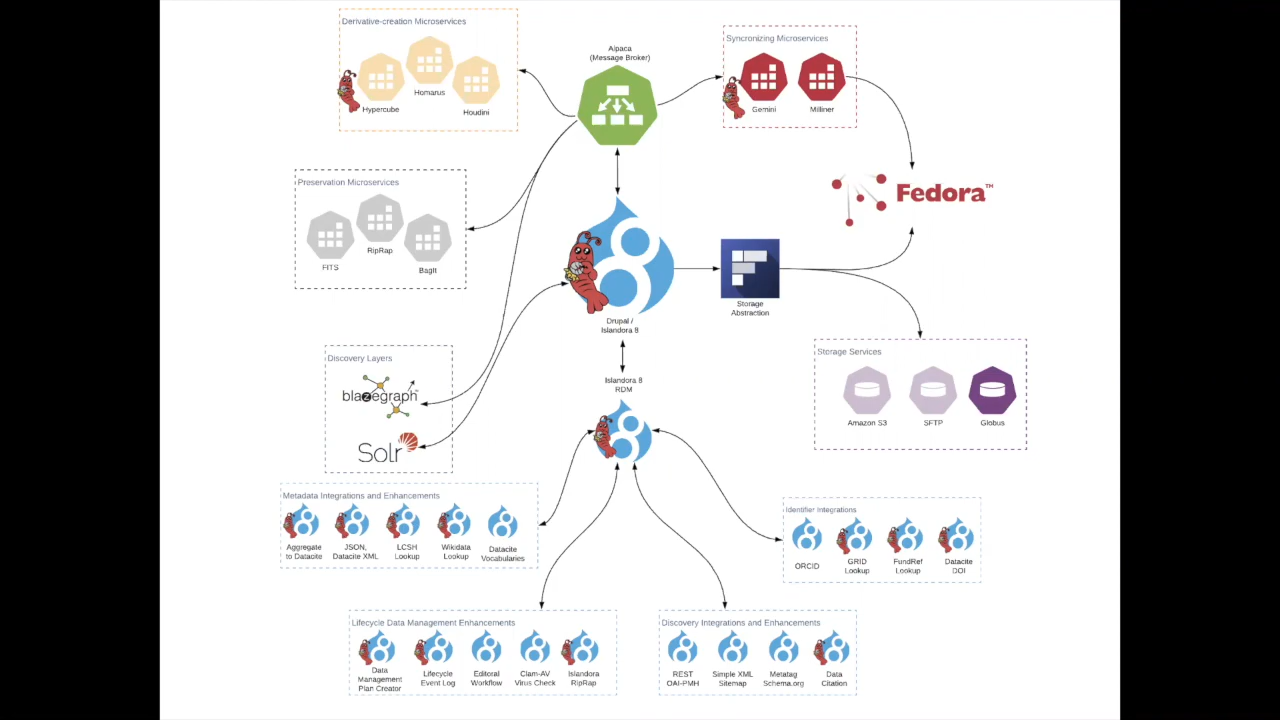 Derivative-creation Microservices
Hypercube
Homarus
Houdini
Alpaca
(Message Broker)
Syncronizing Microservices
Gemini
Milliner
Preservation Microservices
FITS
RipRap
BagIt
Fedora™
Drupal /
Islandora 8
Storage
Abstraction
Discovery Layers
blazegraph™
Solr
Islandora 8
RDM
Storage Services
Amazon S3
SFTP
Globus
Metadata Integrations and Enhancements
Aggregate
to Datacite
JSON,
Datacite XML
LCSH
Lookup
Wikidata
Lookup
Datacite
Vocabularies
Identifier Integrations
ORCID
GRID
Lookup
FundRef
Lookup
Datacite
DOI
Lifecycle Data Management Enhancements
Data
Management
Plan Creator
Lifecycle
Event Log
Editoral
Workflow
Clam-AV
Virus Check
Islandora
RipRap
Discovery Integrations and Enhancements
REST
OAI-PMH
Simple XML
Sitemap
Metatag
Schema.org
Data
Citation